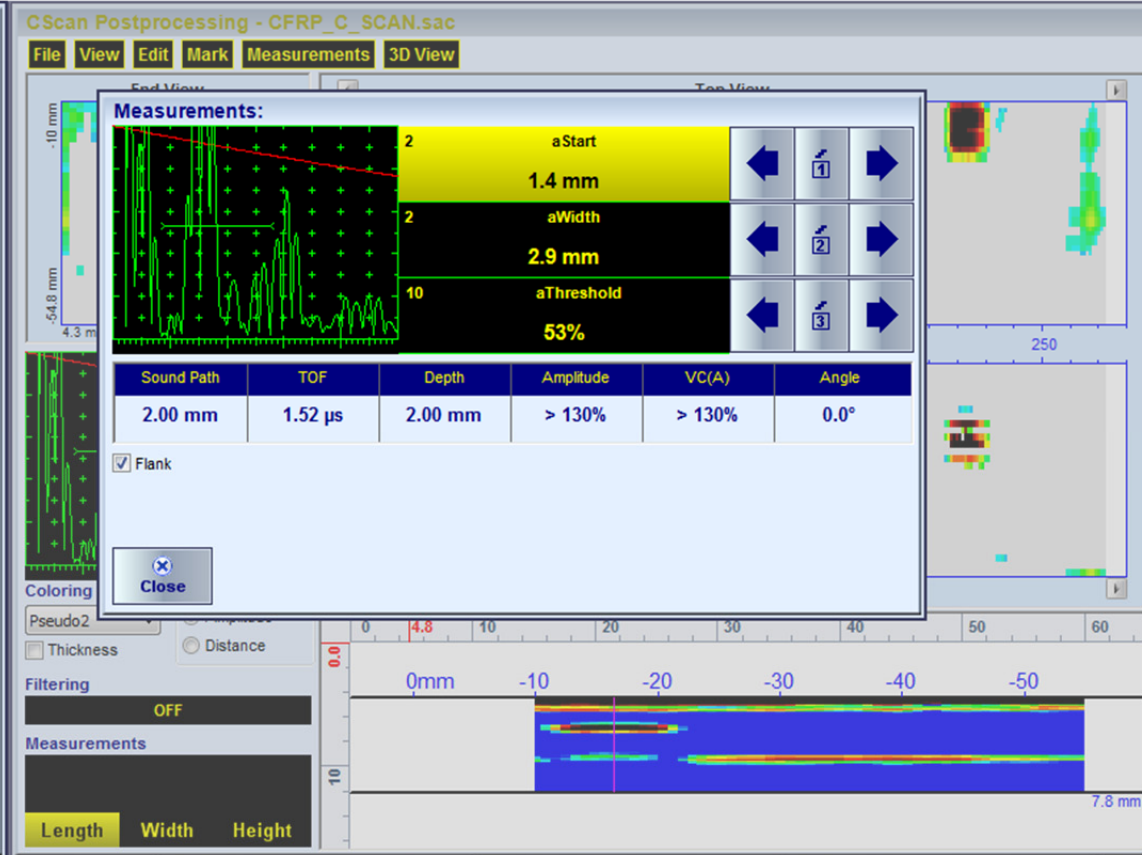 CScan Postprocessing - CFRP_C_SCAN.sac
File View Edit Mark Measurements 3D View
End View Top View
-10 mm
-54.8 mm
4.3 m
Measurements:
2 aStart
1.4 mm
1
2 aWidth
2.9 mm
2
10 aThreshold
53%
3
Sound Path TOF Depth Amplitude VC(A) Angle
2.00 mm 1.52 µs 2.00 mm > 130% > 130% 0.0°
Flank
Close
250
Coloring
Pseudo2
Amplitude
Thickness
Distance
Filtering
OFF
Measurements
Length Width Height
0 4.8 10 20 30 40 50 60
0.0
0mm -10 -20 -30 -40 -50
10
7.8 mm